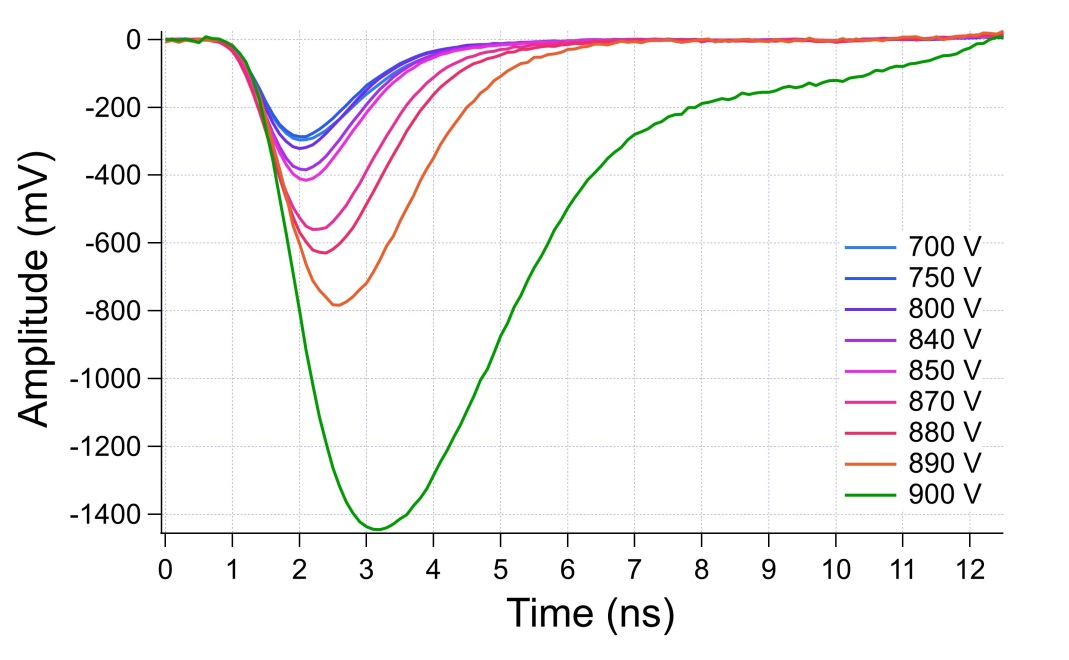 Amplitude (mV)
0
-200
-400
-600
-800
-1000
-1200
-1400
700 V
750 V
800 V
840 V
850 V
870 V
880 V
890 V
900 V
0 1 2 3 4 5 6 7 8 9 10 11 12
Time (ns)